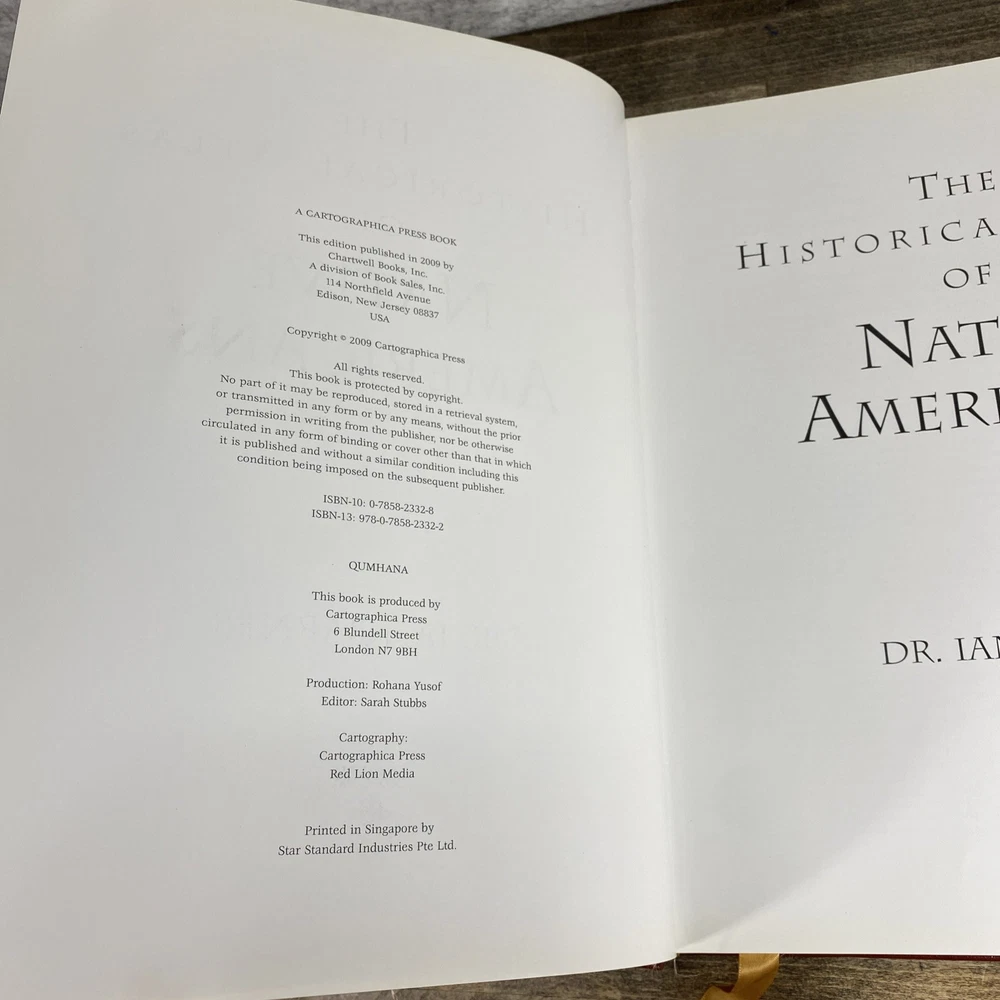 A CARTOGRAPHICA PRESS BOOK
This edition published in 2009 by
Chartwell Books, Inc.
A division of Book Sales, Inc.
114 Northfield Avenue
Edison, New Jersey 08837
USA
Copyright © 2009 Cartographica Press
All rights reserved.
This book is protected by copyright.
No part of it may be reproduced, stored in a retrieval system,
or transmitted in any form or by any means, without the prior
permission in writing from the publisher, nor be otherwise
circulated in any form of binding or cover other than that in which
it is published and without a similar condition including this
condition being imposed on the subsequent publisher.
ISBN-10: 0-7858-2332-8
ISBN-13: 978-0-7858-2332-2
QUMHANA
This book is produced by
Cartographica Press
6 Blundell Street
London N7 9BH
Production: Rohana Yusof
Editor: Sarah Stubbs
Cartography:
Cartographica Press
Red Lion Media
Printed in Singapore by
Star Standard Industries Pte Ltd.
THE
HISTORICA
OF
NAT
AMERI
DR. IAN